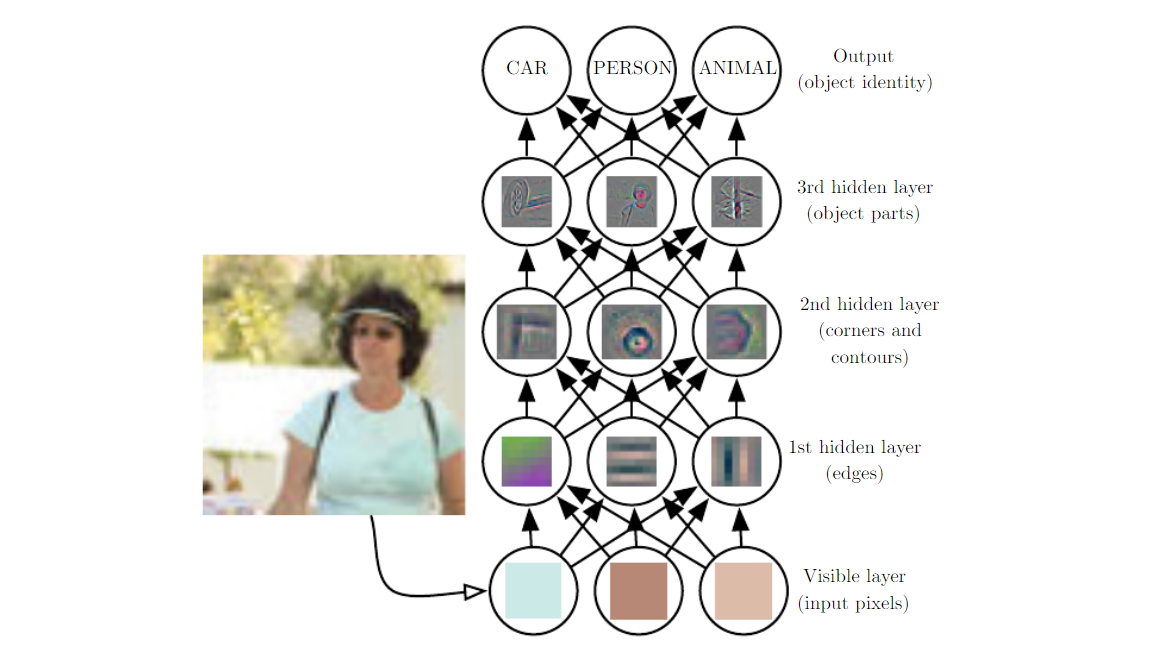 CAR PERSON ANIMAL
Output
(object identity)
3rd hidden layer
(object parts)
2nd hidden layer
(corners and
contours)
1st hidden layer
(edges)
Visible layer
(input pixels)